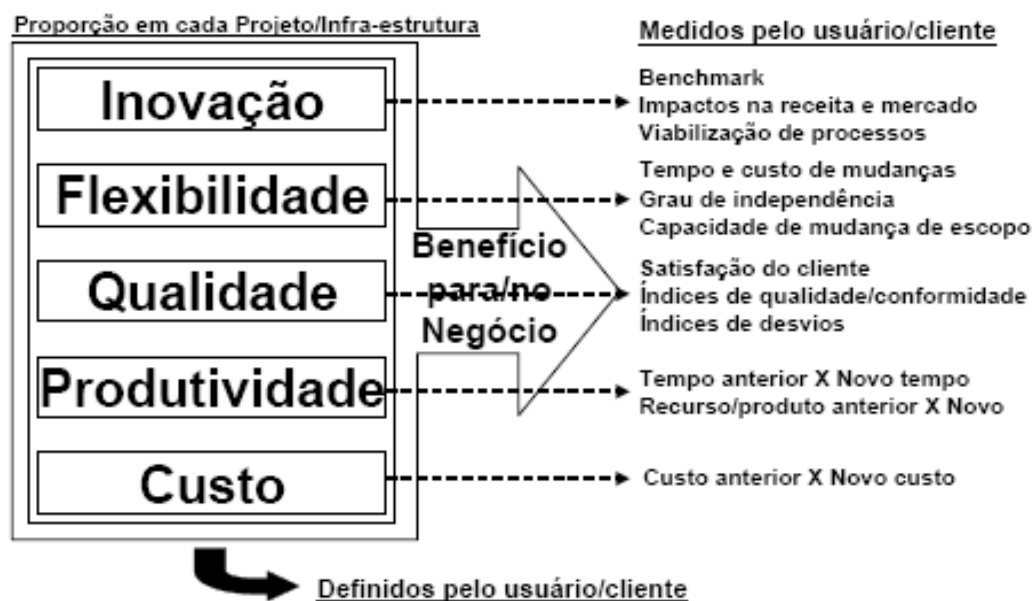 Proporção em cada Projeto/Infra-estrutura
Medidos pelo usuário/cliente
Inovação
Benchmark
Impactos na receita e mercado
Viabilização de processos
Flexibilidade
Tempo e custo de mudanças
Grau de independência
Capacidade de mudança de escopo
Benefício
para/no
Negócio
Qualidade
Satisfação do cliente
Índices de qualidade/conformidade
Índices de desvios
Produtividade
Tempo anterior X Novo tempo
Recurso/produto anterior X Novo
Custo
Custo anterior X Novo custo
Definidos pelo usuário/cliente